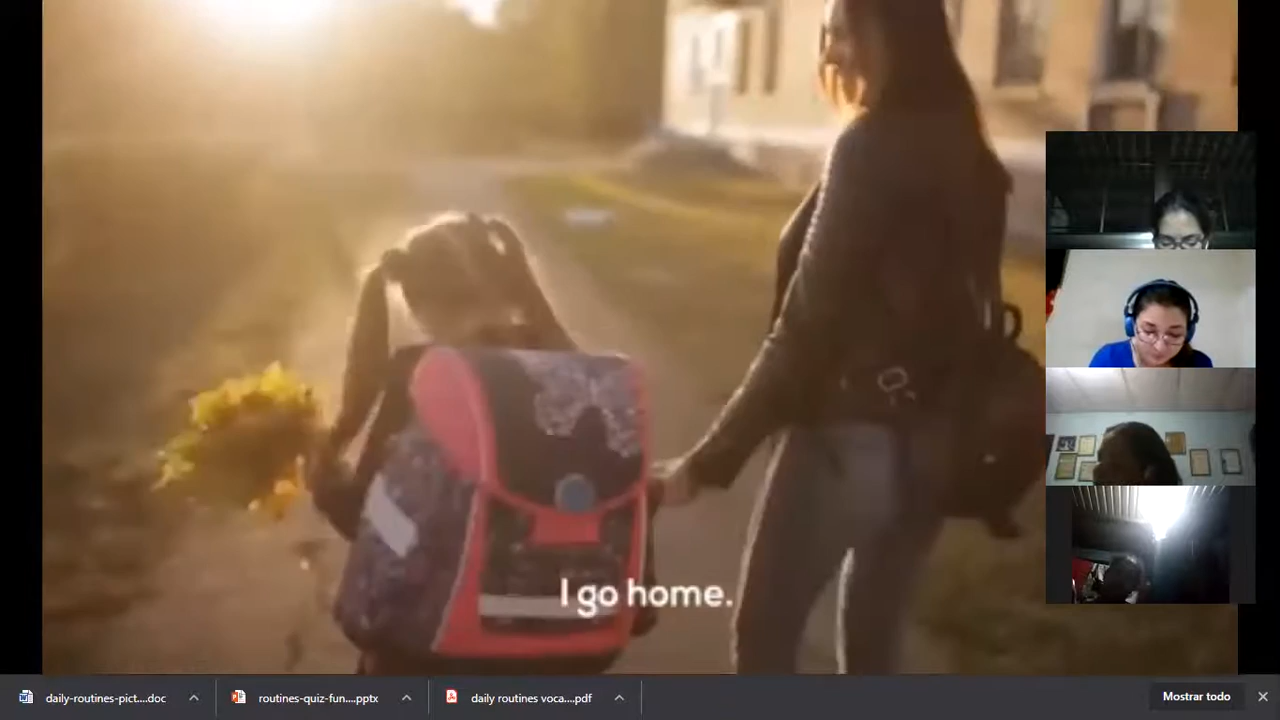 I go home.
daily-routines-pict....doc
routines-quiz-fun....pptx
daily routines voca....pdf
Mostrar todo